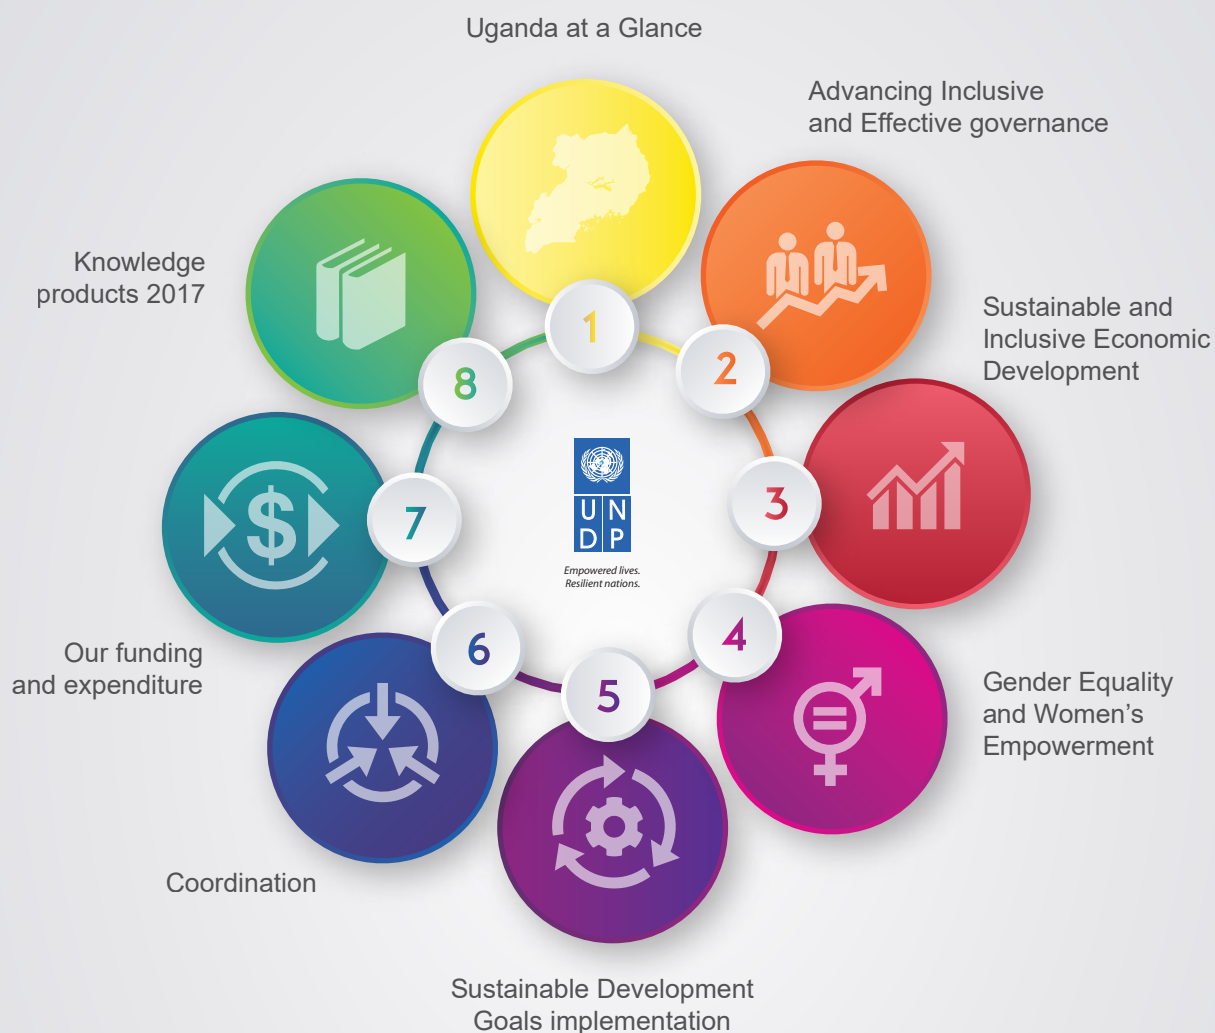 Uganda at a Glance
1
Advancing Inclusive
and Effective governance
2
Sustainable and
Inclusive Economic
Development
3
Gender Equality
and Women’s
Empowerment
4
Sustainable Development
Goals implementation
5
Coordination
6
Our funding
and expenditure
7
$
Knowledge
products 2017
8
U N
D P
Empowered lives.
Resilient nations.